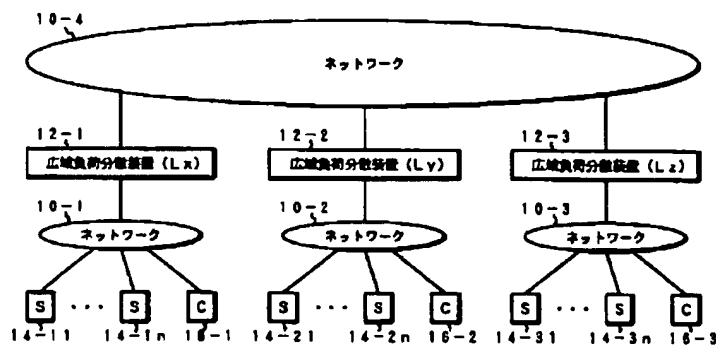 10-4
ネットワーク
12-1 12-2 12-3
広域負荷分散装置(Lx) 広域負荷分散装置(Ly) 広域負荷分散装置(Lz)
10-1 10-2 10-3
ネットワーク ネットワーク ネットワーク
S ··· S C S ··· S C S ··· S C
14-11 14-1n 16-1 14-21 14-2n 16-2 14-31 14-3n 16-3